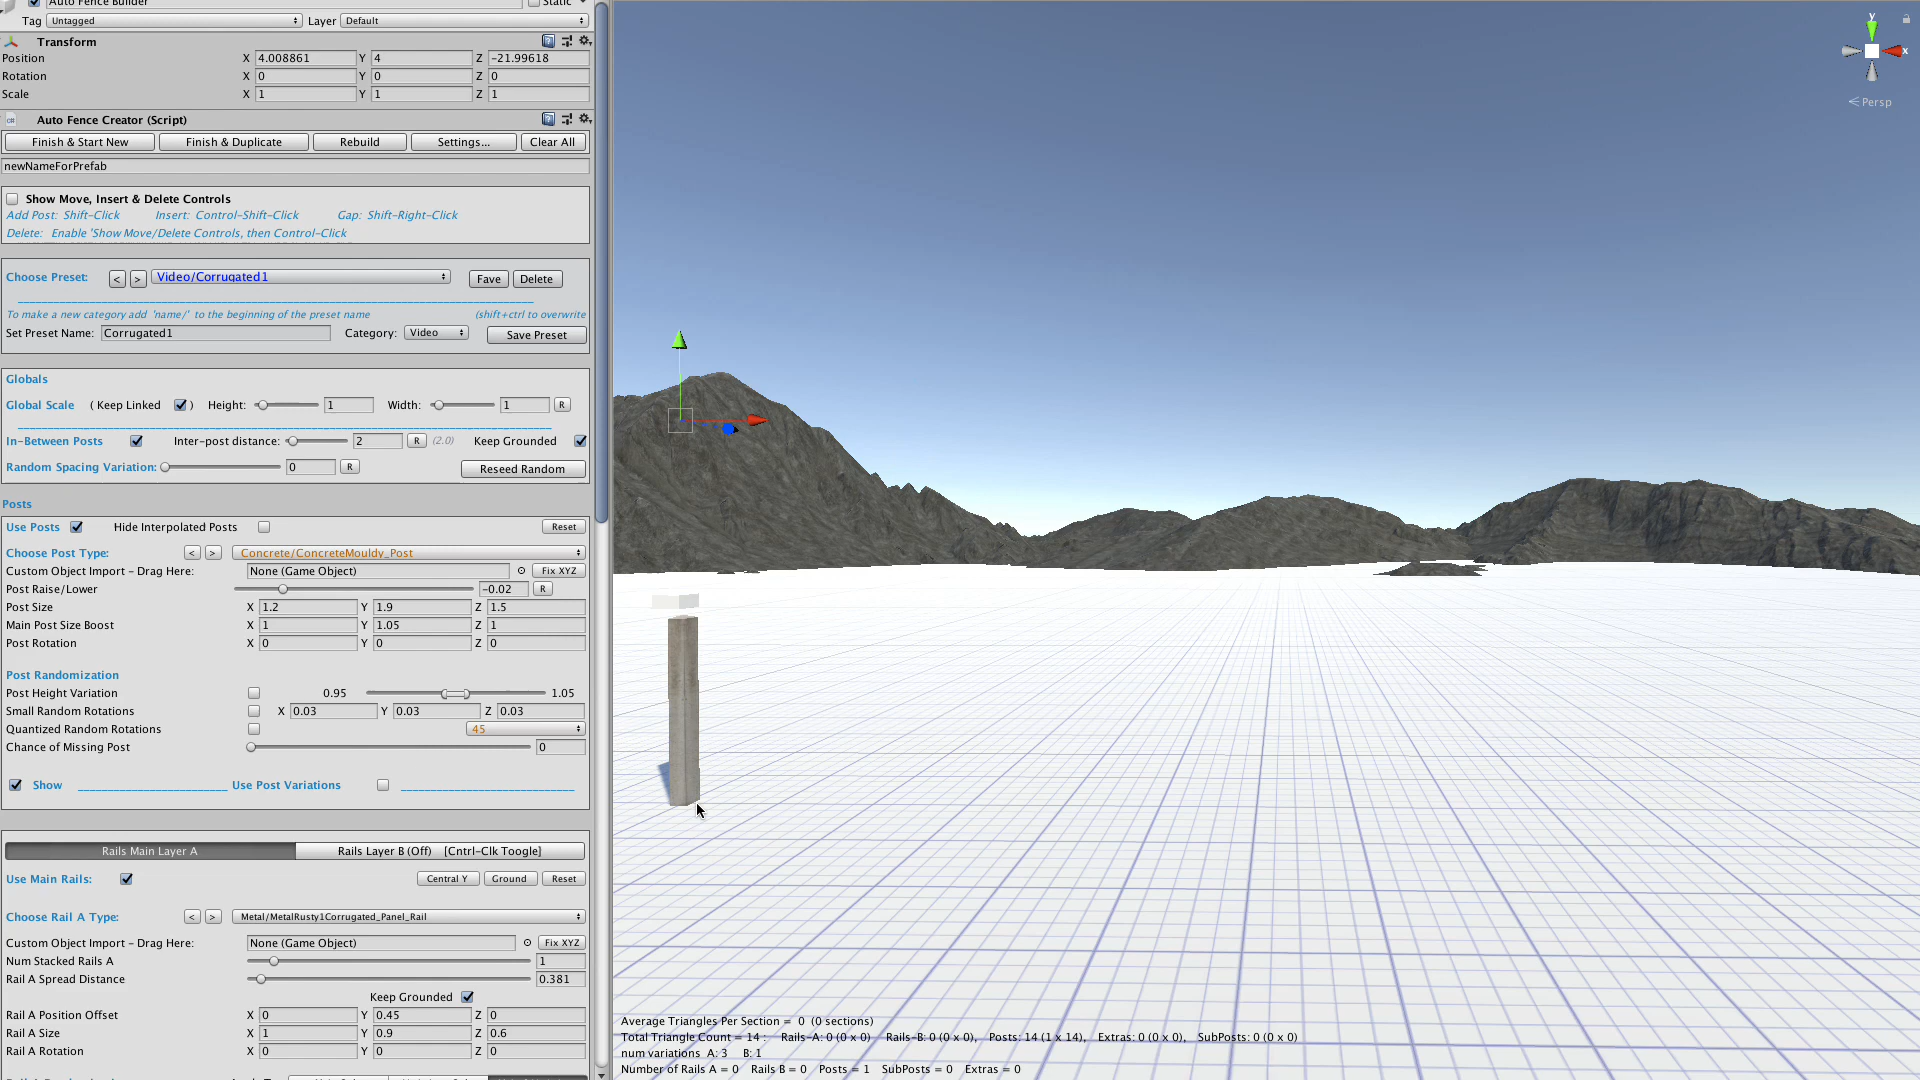 Auto Fence Builder Static
Tag Untagged Layer Default
Transform
Position X 4.008861 Y 4 Z -21.99618
Rotation X 0 Y 0 Z 0
Scale X 1 Y 1 Z 1
Auto Fence Creator (Script)
Finish & Start New Finish & Duplicate Rebuild Settings... Clear All
newNameForPrefab
Show Move, Insert & Delete Controls
Add Post: Shift-Click Insert: Control-Shift-Click Gap: Shift-Right-Click
Delete: Enable 'Show Move/Delete Controls, then Control-Click
Choose Preset: < > Video/Corrugated1 Fave Delete
To make a new category add 'name/' to the beginning of the preset name (shift+ctrl to overwrite
Set Preset Name: Corrugated1 Category: Video Save Preset
Globals
Global Scale ( Keep Linked ) Height: 1 Width: 1 R
In-Between Posts Inter-post distance: 2 R (2.0) Keep Grounded
Random Spacing Variation: 0 R Reseed Random
Posts
Use Posts Hide Interpolated Posts Reset
Choose Post Type: < > Concrete/ConcreteMouldy_Post
Custom Object Import - Drag Here: None (Game Object) Fix XYZ
Post Raise/Lower -0.02 R
Post Size X 1.2 Y 1.9 Z 1.5
Main Post Size Boost X 1 Y 1.05 Z 1
Post Rotation X 0 Y 0 Z 0
Post Randomization
Post Height Variation 0.95 1.05
Small Random Rotations X 0.03 Y 0.03 Z 0.03
Quantized Random Rotations 45
Chance of Missing Post 0
Show Use Post Variations
Rails Main Layer A Rails Layer B (Off) [Cntrl-Clk Toogle]
Use Main Rails: Central Y Ground Reset
Choose Rail A Type: < > Metal/MetalRusty1Corrugated_Panel_Rail
Custom Object Import - Drag Here: None (Game Object) Fix XYZ
Num Stacked Rails A 1
Rail A Spread Distance 0.381
Keep Grounded
Rail A Position Offset X 0 Y 0.45 Z 0
Rail A Size X 1 Y 0.9 Z 0.6
Rail A Rotation X 0 Y 0 Z 0
y
x
< Persp
Average Triangles Per Section = 0 (0 sections)
Total Triangle Count = 14 : Rails-A: 0 (0 x 0) Rails-B: 0 (0 x 0), Posts: 14 (1 x 14), Extras: 0 (0 x 0), SubPosts: 0 (0 x 0)
num variations A: 3 B: 1
Number of Rails A = 0 Rails B = 0 Posts = 1 SubPosts = 0 Extras = 0